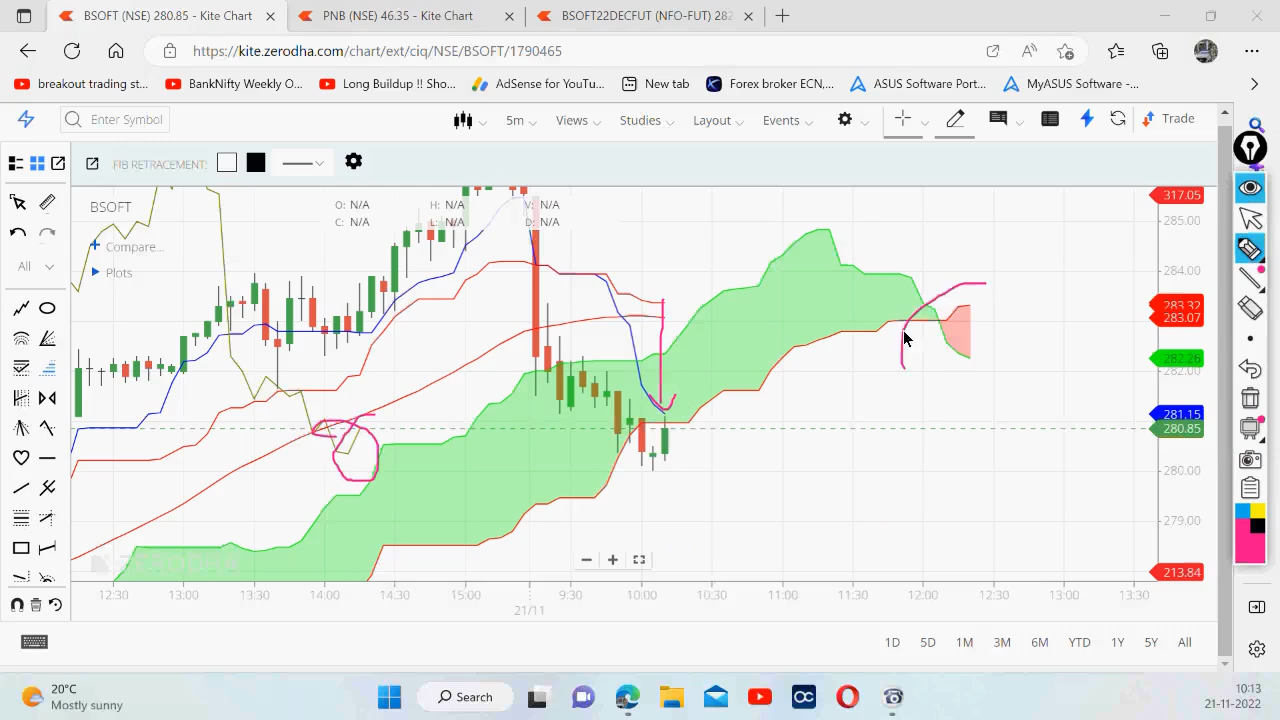 BSOFT (NSE) 280.85 - Kite Chart
PNB (NSE) 46.35 - Kite Chart
BSOFT22DECFUT (NFO-FUT) 282
https://kite.zerodha.com/chart/ext/ciq/NSE/BSOFT/1790465
breakout trading st...
BankNifty Weekly O...
Long Buildup !! Sho...
AdSense for YouTu...
New tab
Forex broker ECN,...
ASUS Software Port...
MyASUS Software -...
Enter Symbol
5m
Views
Studies
Layout
Events
Trade
FIB RETRACEMENT:
BSOFT
O: N/A H: N/A V: N/A
C: N/A L: N/A D: N/A
Compare...
Plots
All
317.05
285.00
284.00
283.32
283.07
282.26
282.00
281.15
280.85
280.00
279.00
213.84
ZERODHA
12:30 13:00 13:30 14:00 14:30 15:00 9:30 10:00 10:30 11:00 11:30 12:00 12:30 13:00 13:30
21/11
1D 5D 1M 3M 6M YTD 1Y 5Y All
20°C
Mostly sunny
Search
10:13
21-11-2022